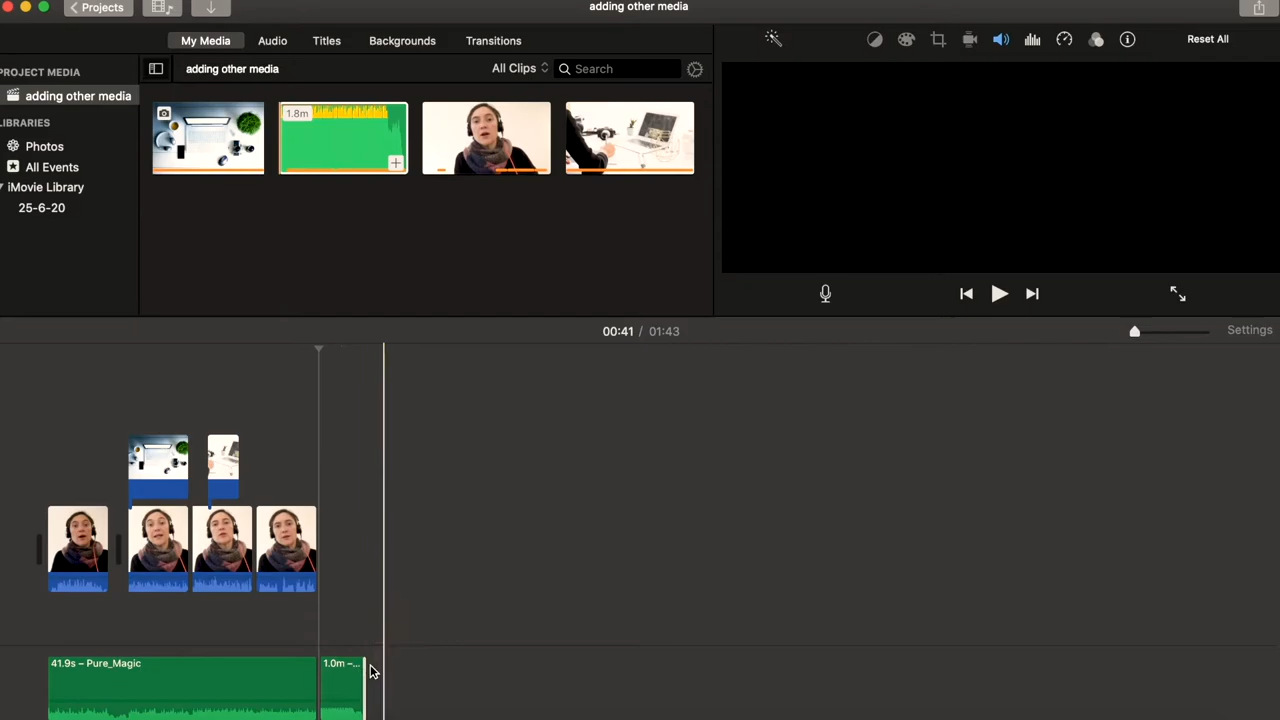 Projects
adding other media
My Media
Audio
Titles
Backgrounds
Transitions
Reset All
PROJECT MEDIA
adding other media
All Clips
Search
adding other media
LIBRARIES
Photos
All Events
iMovie Library
25-6-20
1.8m
00:41 / 01:43
Settings
41.9s – Pure_Magic
1.0m –...